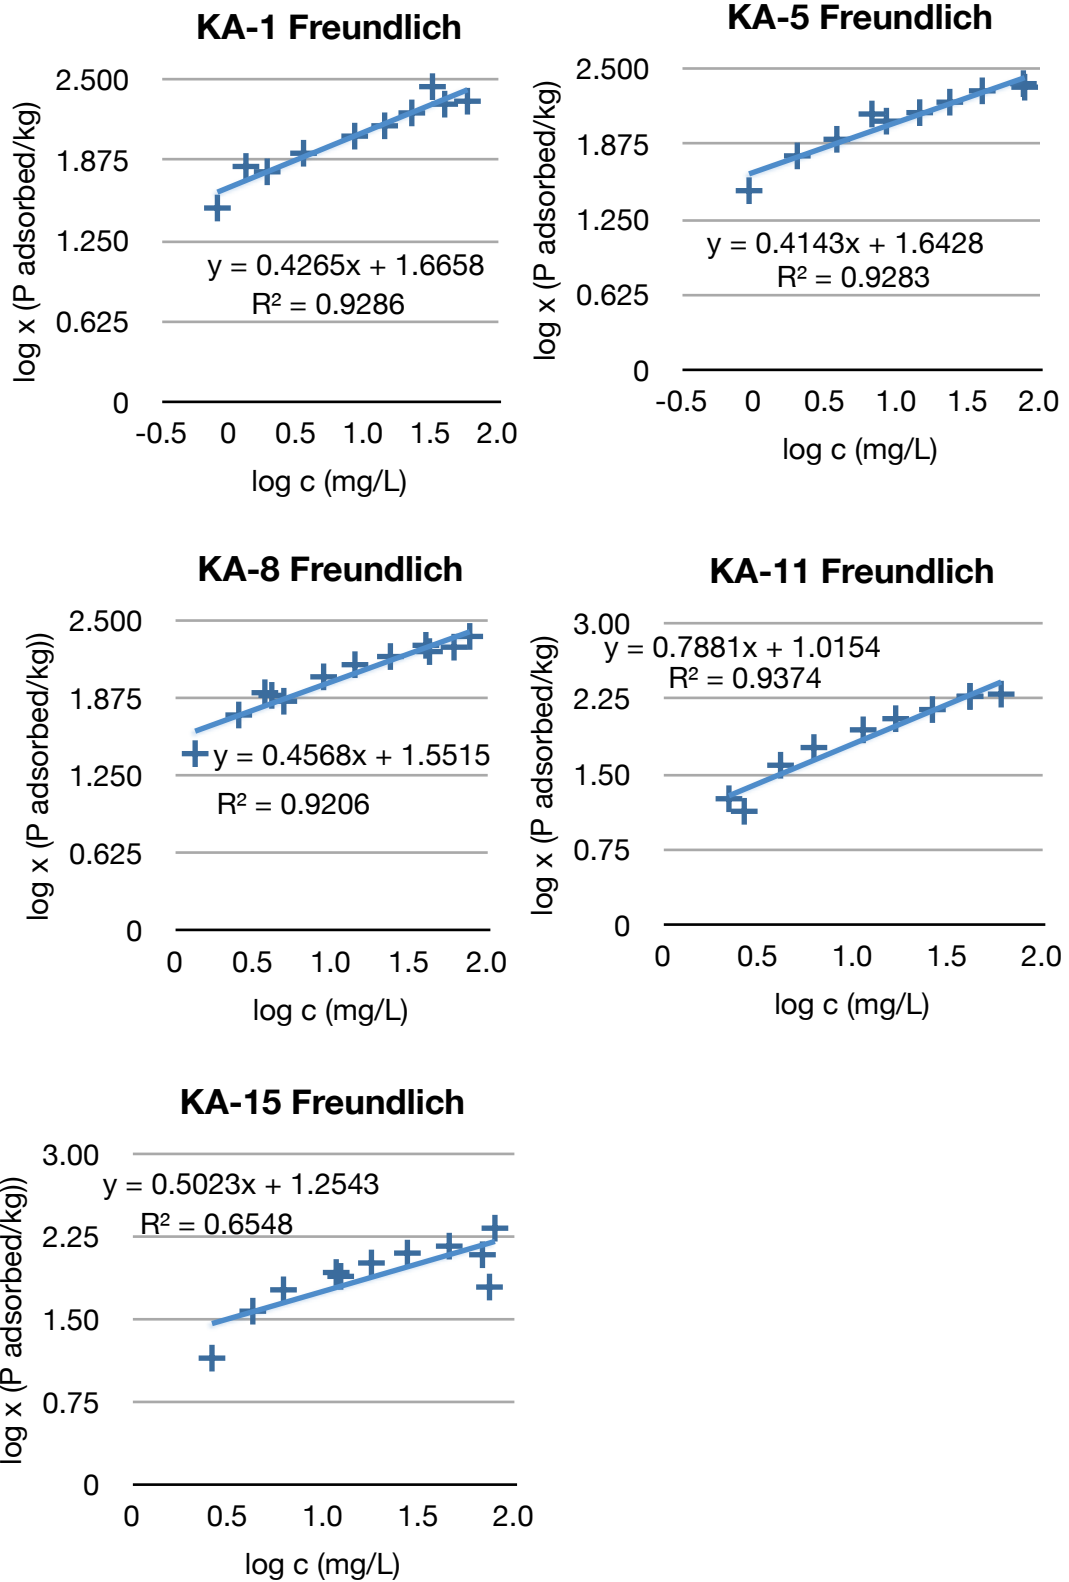 KA-1 Freundlich
log x (P adsorbed/kg)
2.500
1.875
1.250
y = 0.4265x + 1.6658
R² = 0.9286
0.625
0
-0.5 0 0.5 1.0 1.5 2.0
log c (mg/L)
KA-5 Freundlich
log x (P adsorbed/kg)
2.500
1.875
1.250
y = 0.4143x + 1.6428
R² = 0.9283
0.625
0
-0.5 0 0.5 1.0 1.5 2.0
log c (mg/L)
KA-8 Freundlich
log x (P adsorbed/kg))
2.500
1.875
y = 0.4568x + 1.5515
1.250
R² = 0.9206
0.625
0
0 0.5 1.0 1.5 2.0
log c (mg/L)
KA-11 Freundlich
log x (P adsorbed/kg)
3.00
y = 0.7881x + 1.0154
R² = 0.9374
2.25
1.50
0.75
0
0 0.5 1.0 1.5 2.0
log c (mg/L)
KA-15 Freundlich
log x (P adsorbed/kg))
3.00
y = 0.5023x + 1.2543
R² = 0.6548
2.25
1.50
0.75
0
0 0.5 1.0 1.5 2.0
log c (mg/L)